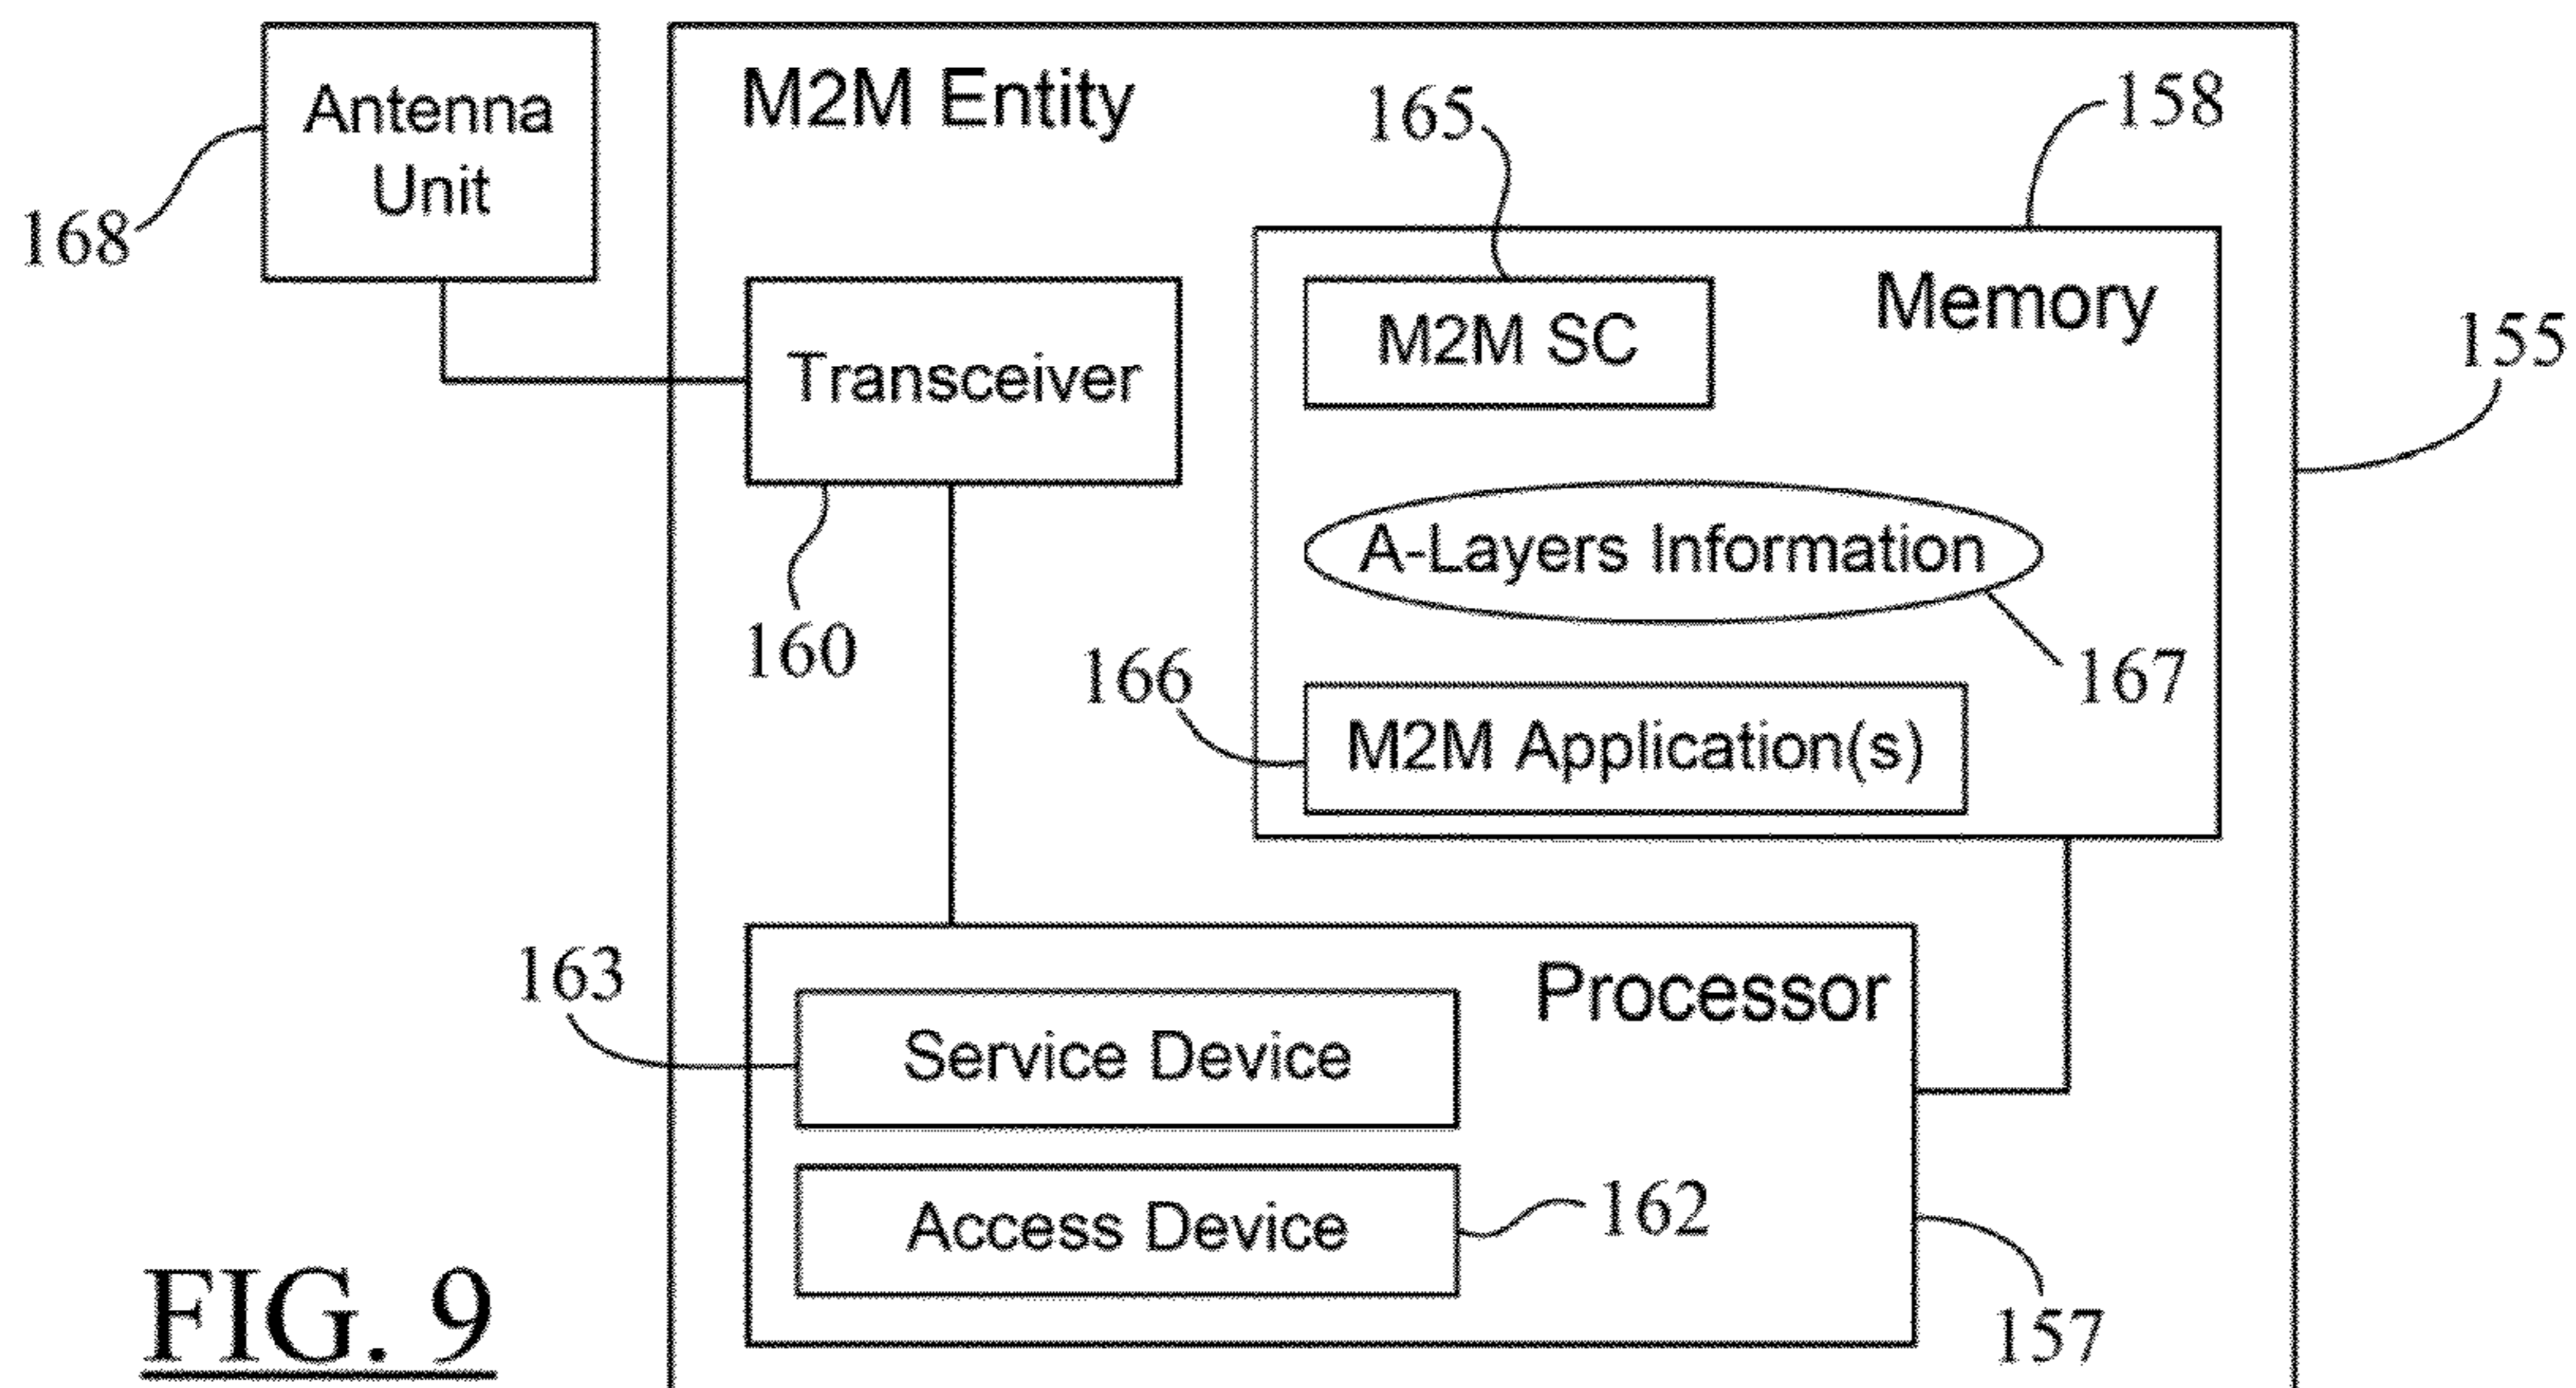 Antenna
Unit
168
M2M Entity
165
158
Memory
M2M SC
155
Transceiver
160
A-Layers Information
167
166
M2M Application(s)
163
Processor
Service Device
Access Device
162
157
FIG. 9